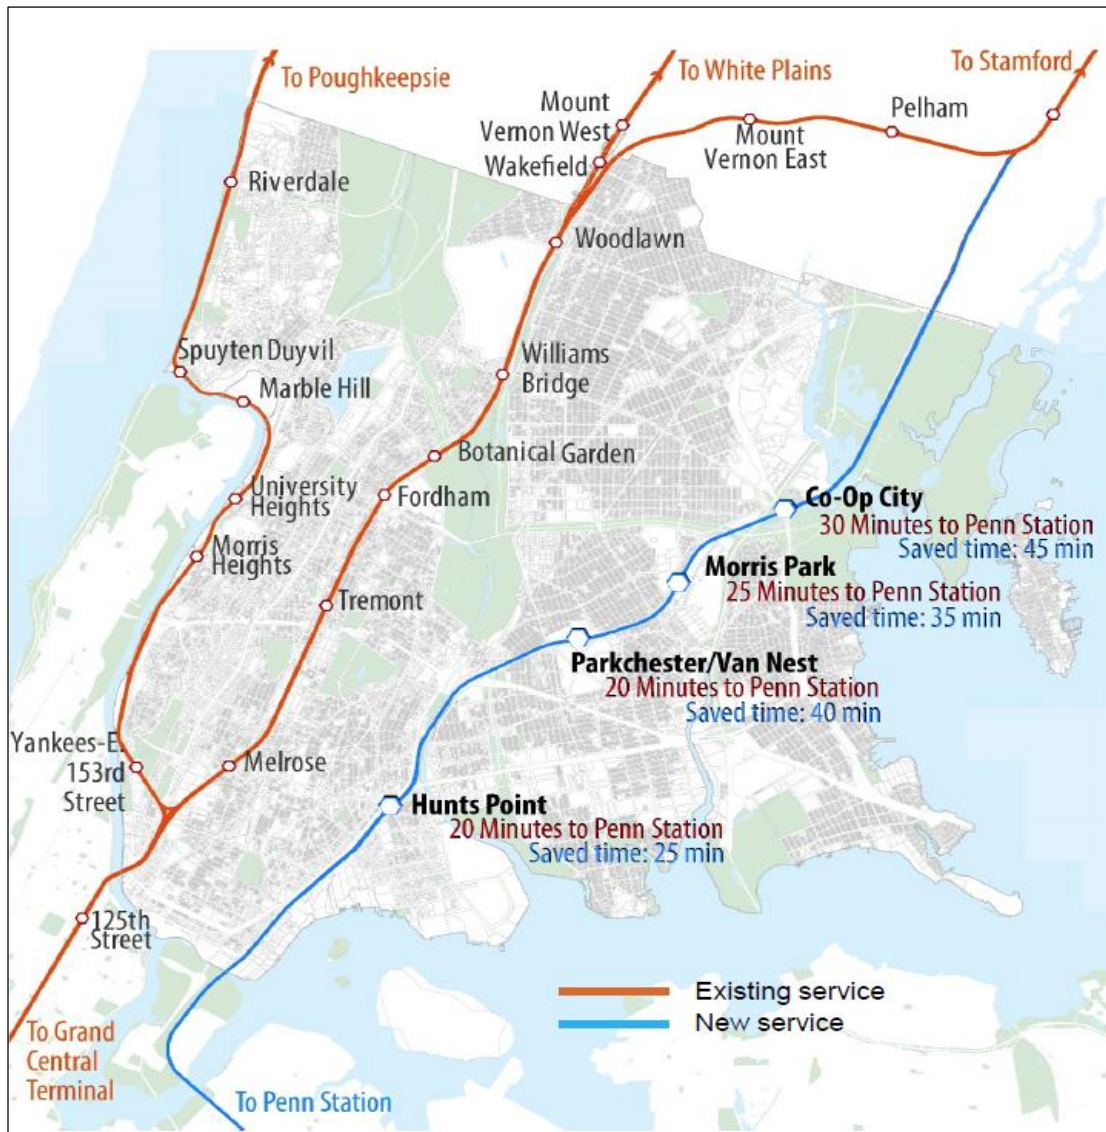 To Poughkeepsie
To White Plains
To Stamford
Mount
Vernon West
Wakefield
Pelham
Mount
Vernon East
Riverdale
Woodlawn
Spuyten Duyvil
Marble Hill
Williams
Bridge
Botanical Garden
University
Heights
Fordham
Co-Op City
30 Minutes to Penn Station
Saved time: 45 min
Morris
Heights
Morris Park
25 Minutes to Penn Station
Saved time: 35 min
Tremont
Parkchester/Van Nest
20 Minutes to Penn Station
Saved time: 40 min
Yankees-E.
153rd
Street
Melrose
Hunts Point
20 Minutes to Penn Station
Saved time: 25 min
125th
Street
Existing service
New service
To Grand
Central
Terminal
To Penn Station